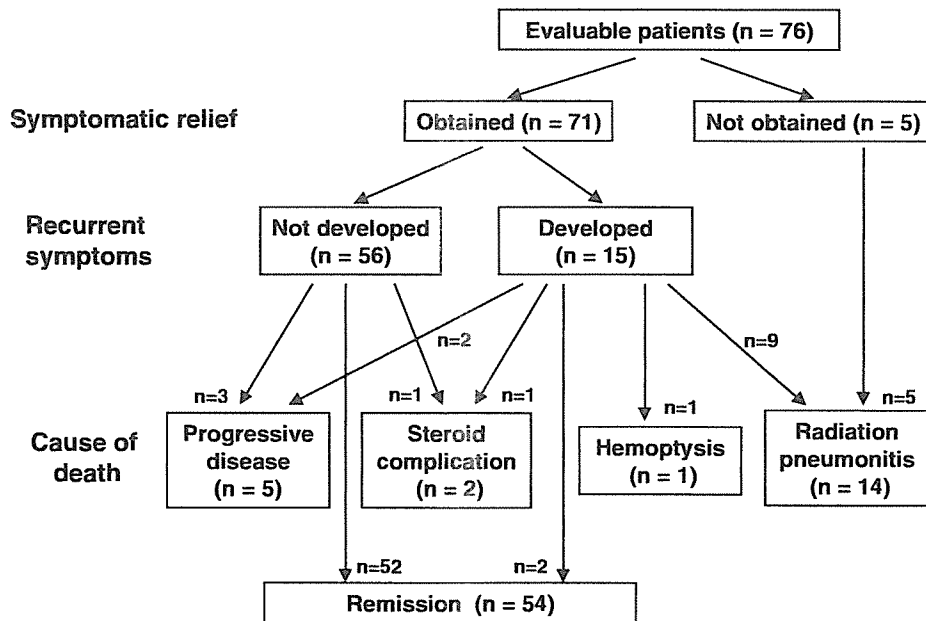 Evaluable patients (n = 76)
Symptomatic relief
Obtained (n = 71)
Not obtained (n = 5)
Recurrent
symptoms
Not developed
(n = 56)
Developed
(n = 15)
n=2
n=9
n=3
n=1
n=1
n=1
n=5
Cause of
death
Progressive
disease
(n = 5)
Steroid
complication
(n = 2)
Hemoptysis
(n = 1)
Radiation
pneumonitis
(n = 14)
n=52
n=2
Remission (n = 54)